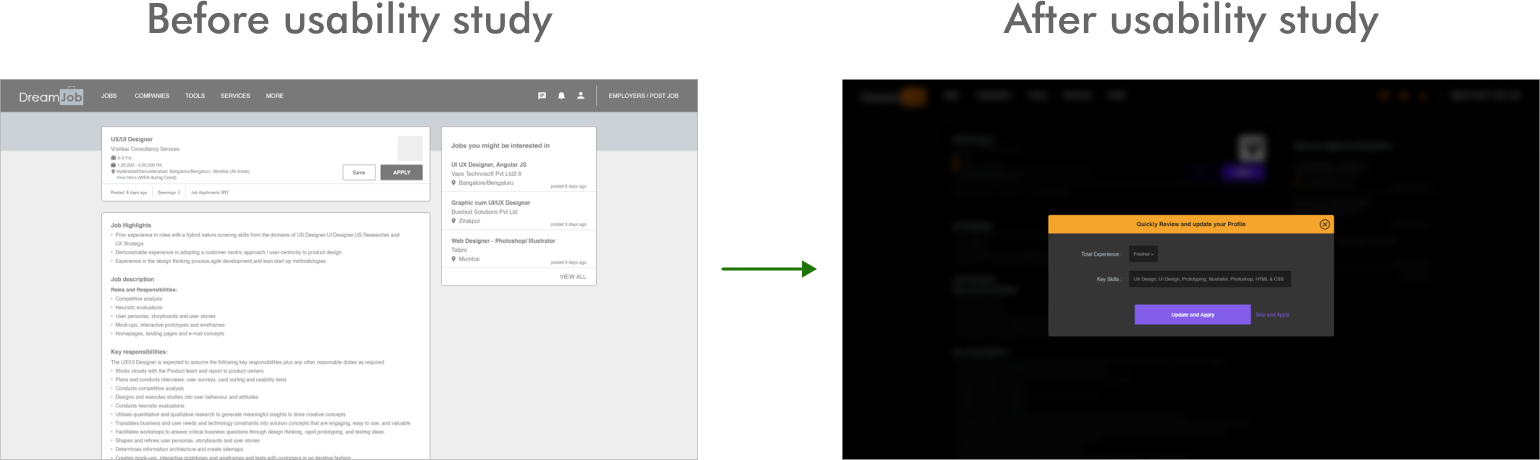 Before usability study
After usability study
DreamJob
JOBS COMPANIES TOOLS SERVICES MORE
EMPLOYERS / POST JOB
UX/UI Designer
Vrishkar Consultancy Services
0-0 Yrs
1,20,000 - 4,00,000 PA.
Hyderabad/Secunderabad, Bangalore/Bengaluru, Mumbai (All Areas)
View More (WFH during Covid)
Save
APPLY
Posted: 8 days ago Openings: 2 Job Applicants: 892
Job Highlights
• Prior experience in roles with a hybrid nature covering skills from the domains of US Designer,UI Designer,US Researcher and
UX Strategis
• Demonstrable experience in adopting a customer centric approach / user-centricity to product design
• Experience in the design thinking process,agile development,and lean start up methodologies
Job description
Roles and Responsibilities:
• Competitive analysis
• Heuristic evaluations
• User personas, storyboards and user stories
• Mock-ups, interactive prototypes and wireframes
• Homepages, landing pages and e-mail concepts
Key responsibilities:
The UX/UI Designer is expected to assume the following key responsibilities plus any other reasonable duties as required:
• Works closely with the Product team and report to product owners
• Plans and conducts interviews, user surveys, card sorting and usability tests
• Conducts competitive analysis
• Designs and executes studies into user behaviour and attitudes
• Conducts heuristic evaluations
• Utilises quantitative and qualitative research to generate meaningful insights to drive creative concepts
• Translates business and user needs and technology constraints into solution concepts that are engaging, easy to use, and valuable
• Facilitates workshops to answer critical business questions through design thinking, rapid prototyping, and testing ideas.
• Shapes and refines user personas, storyboards and user stories
• Determines information architecture and create sitemaps
• Creates mock-ups, interactive prototypes and wireframes and tests with customers in an iterative fashion
Jobs you might be interested in
UI UX Designer, Angular JS
Vaps Technosoft Pvt Ltd2.8
Bangalore/Bengaluru
posted 8 days ago
Graphic cum UI/UX Designer
Busibud Solutions Pvt Ltd
Zirakpur
posted 5 days ago
Web Designer - Photoshop/ Illustrator
Talpro
Mumbai
posted 9 days ago
VIEW ALL
Quickly Review and update your Profile
Total Experience : Fresher
Key Skills : UX Design, UI Design, Prototyping, Illustrator, Photoshop, HTML & CSS
Update and Apply
Skip and Apply